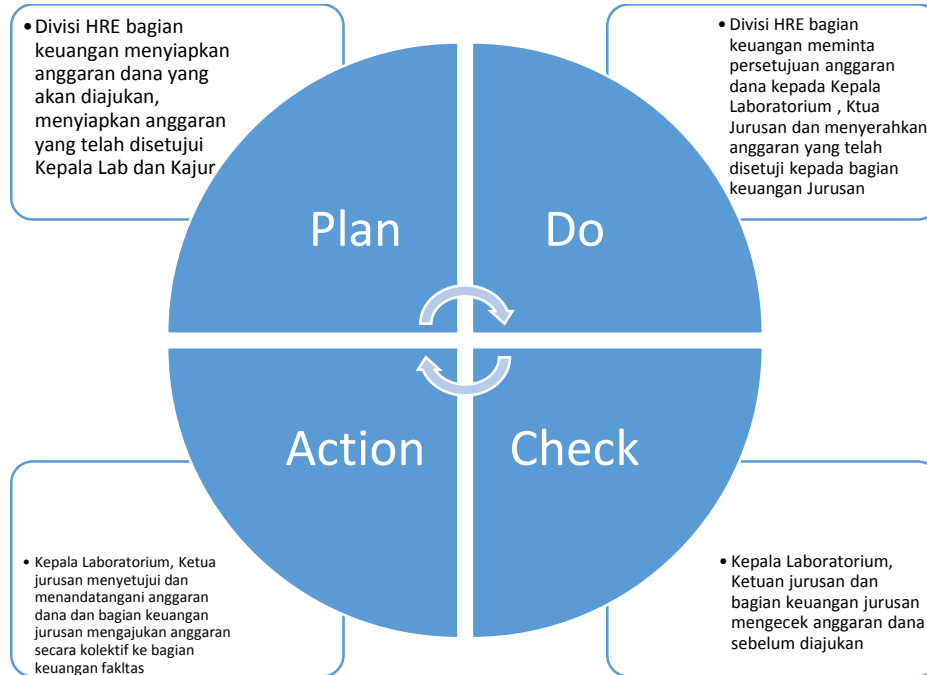 • Divisi HRE bagian
keuangan menyiapkan
anggaran dana yang
akan diajukan,
menyiapkan anggaran
yang telah disetujui
Kepala Lab dan Kajur
• Divisi HRE bagian
keuangan meminta
persetujuan anggaran
dana kepada Kepala
Laboratorium , Ktua
Jurusan dan menyerahkan
anggaran yang telah
disetuji kepada bagian
keuangan Jurusan
Plan
Do
Action
Check
• Kepala Laboratorium, Ketua
jurusan menyetujui dan
menandatangani anggaran
dana dan bagian keuangan
jurusan mengajukan anggaran
secara kolektif ke bagian
keuangan fakltas
• Kepala Laboratorium,
Ketuan jurusan dan
bagian keuangan jurusan
mengecek anggaran dana
sebelum diajukan